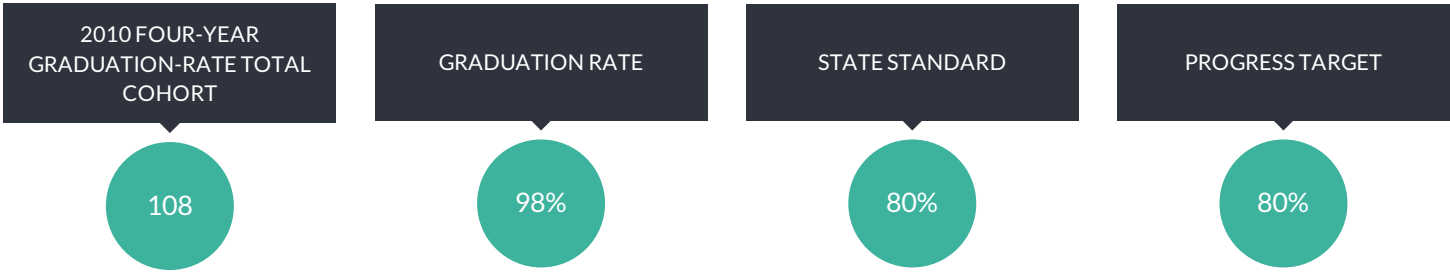 2010 FOUR-YEAR
GRADUATION-RATE TOTAL
COHORT
108
GRADUATION RATE
98%
STATE STANDARD
80%
PROGRESS TARGET
80%